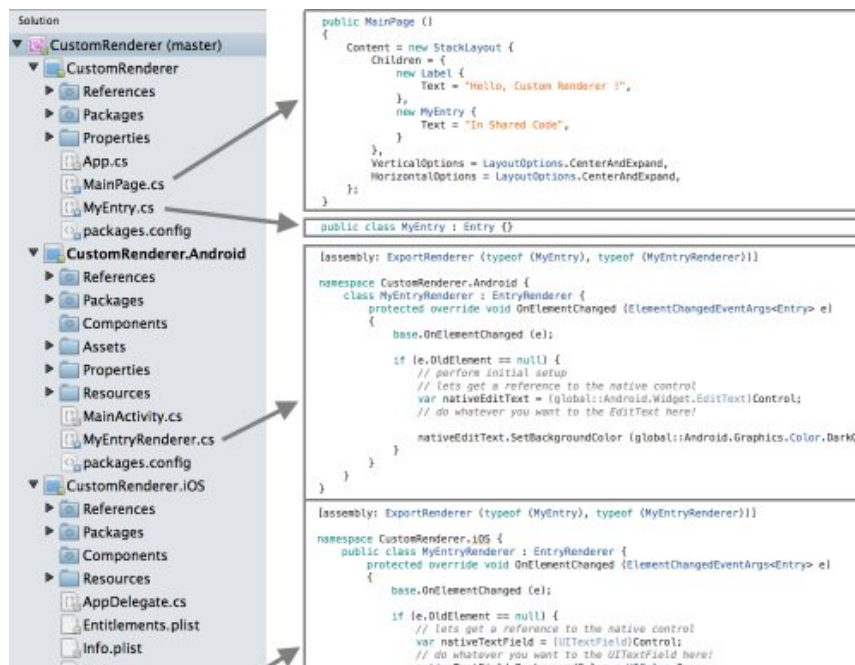 Solution
CustomRenderer (master)
CustomRenderer
References
Packages
Properties
App.cs
MainPage.cs
MyEntry.cs
packages.config
CustomRenderer.Android
References
Packages
Components
Assets
Properties
Resources
MainActivity.cs
MyEntryRenderer.cs
packages.config
CustomRenderer.iOS
References
Packages
Components
Resources
AppDelegate.cs
Entitlements.plist
Info.plist
public MainPage ()
{
Content = new StackLayout {
Children = {
new Label {
Text = "Hello, Custom Renderer !",
},
new MyEntry {
Text = "In Shared Code",
}
},
VerticalOptions = LayoutOptions.CenterAndExpand,
HorizontalOptions = LayoutOptions.CenterAndExpand,
};
}
public class MyEntry : Entry {}
[assembly: ExportRenderer (typeof (MyEntry), typeof (MyEntryRenderer))]
namespace CustomRenderer.Android {
class MyEntryRenderer : EntryRenderer {
protected override void OnElementChanged (ElementChangedEventArgs<Entry> e)
{
base.OnElementChanged (e);
if (e.OldElement == null) {
// perform initial setup
// lets get a reference to the native control
var nativeEditText = (global::Android.Widget.EditText)Control;
// do whatever you want to the EditText here!
nativeEditText.SetBackgroundColor (global::Android.Graphics.Color.Dark
}
}
}
}
[assembly: ExportRenderer (typeof (MyEntry), typeof (MyEntryRenderer))]
namespace CustomRenderer.iOS {
public class MyEntryRenderer : EntryRenderer {
protected override void OnElementChanged (ElementChangedEventArgs<Entry> e)
{
base.OnElementChanged (e);
if (e.OldElement == null) {
// lets get a reference to the native control
var nativeTextField = (UITextField)Control;
// do whatever you want to the UITextField here!